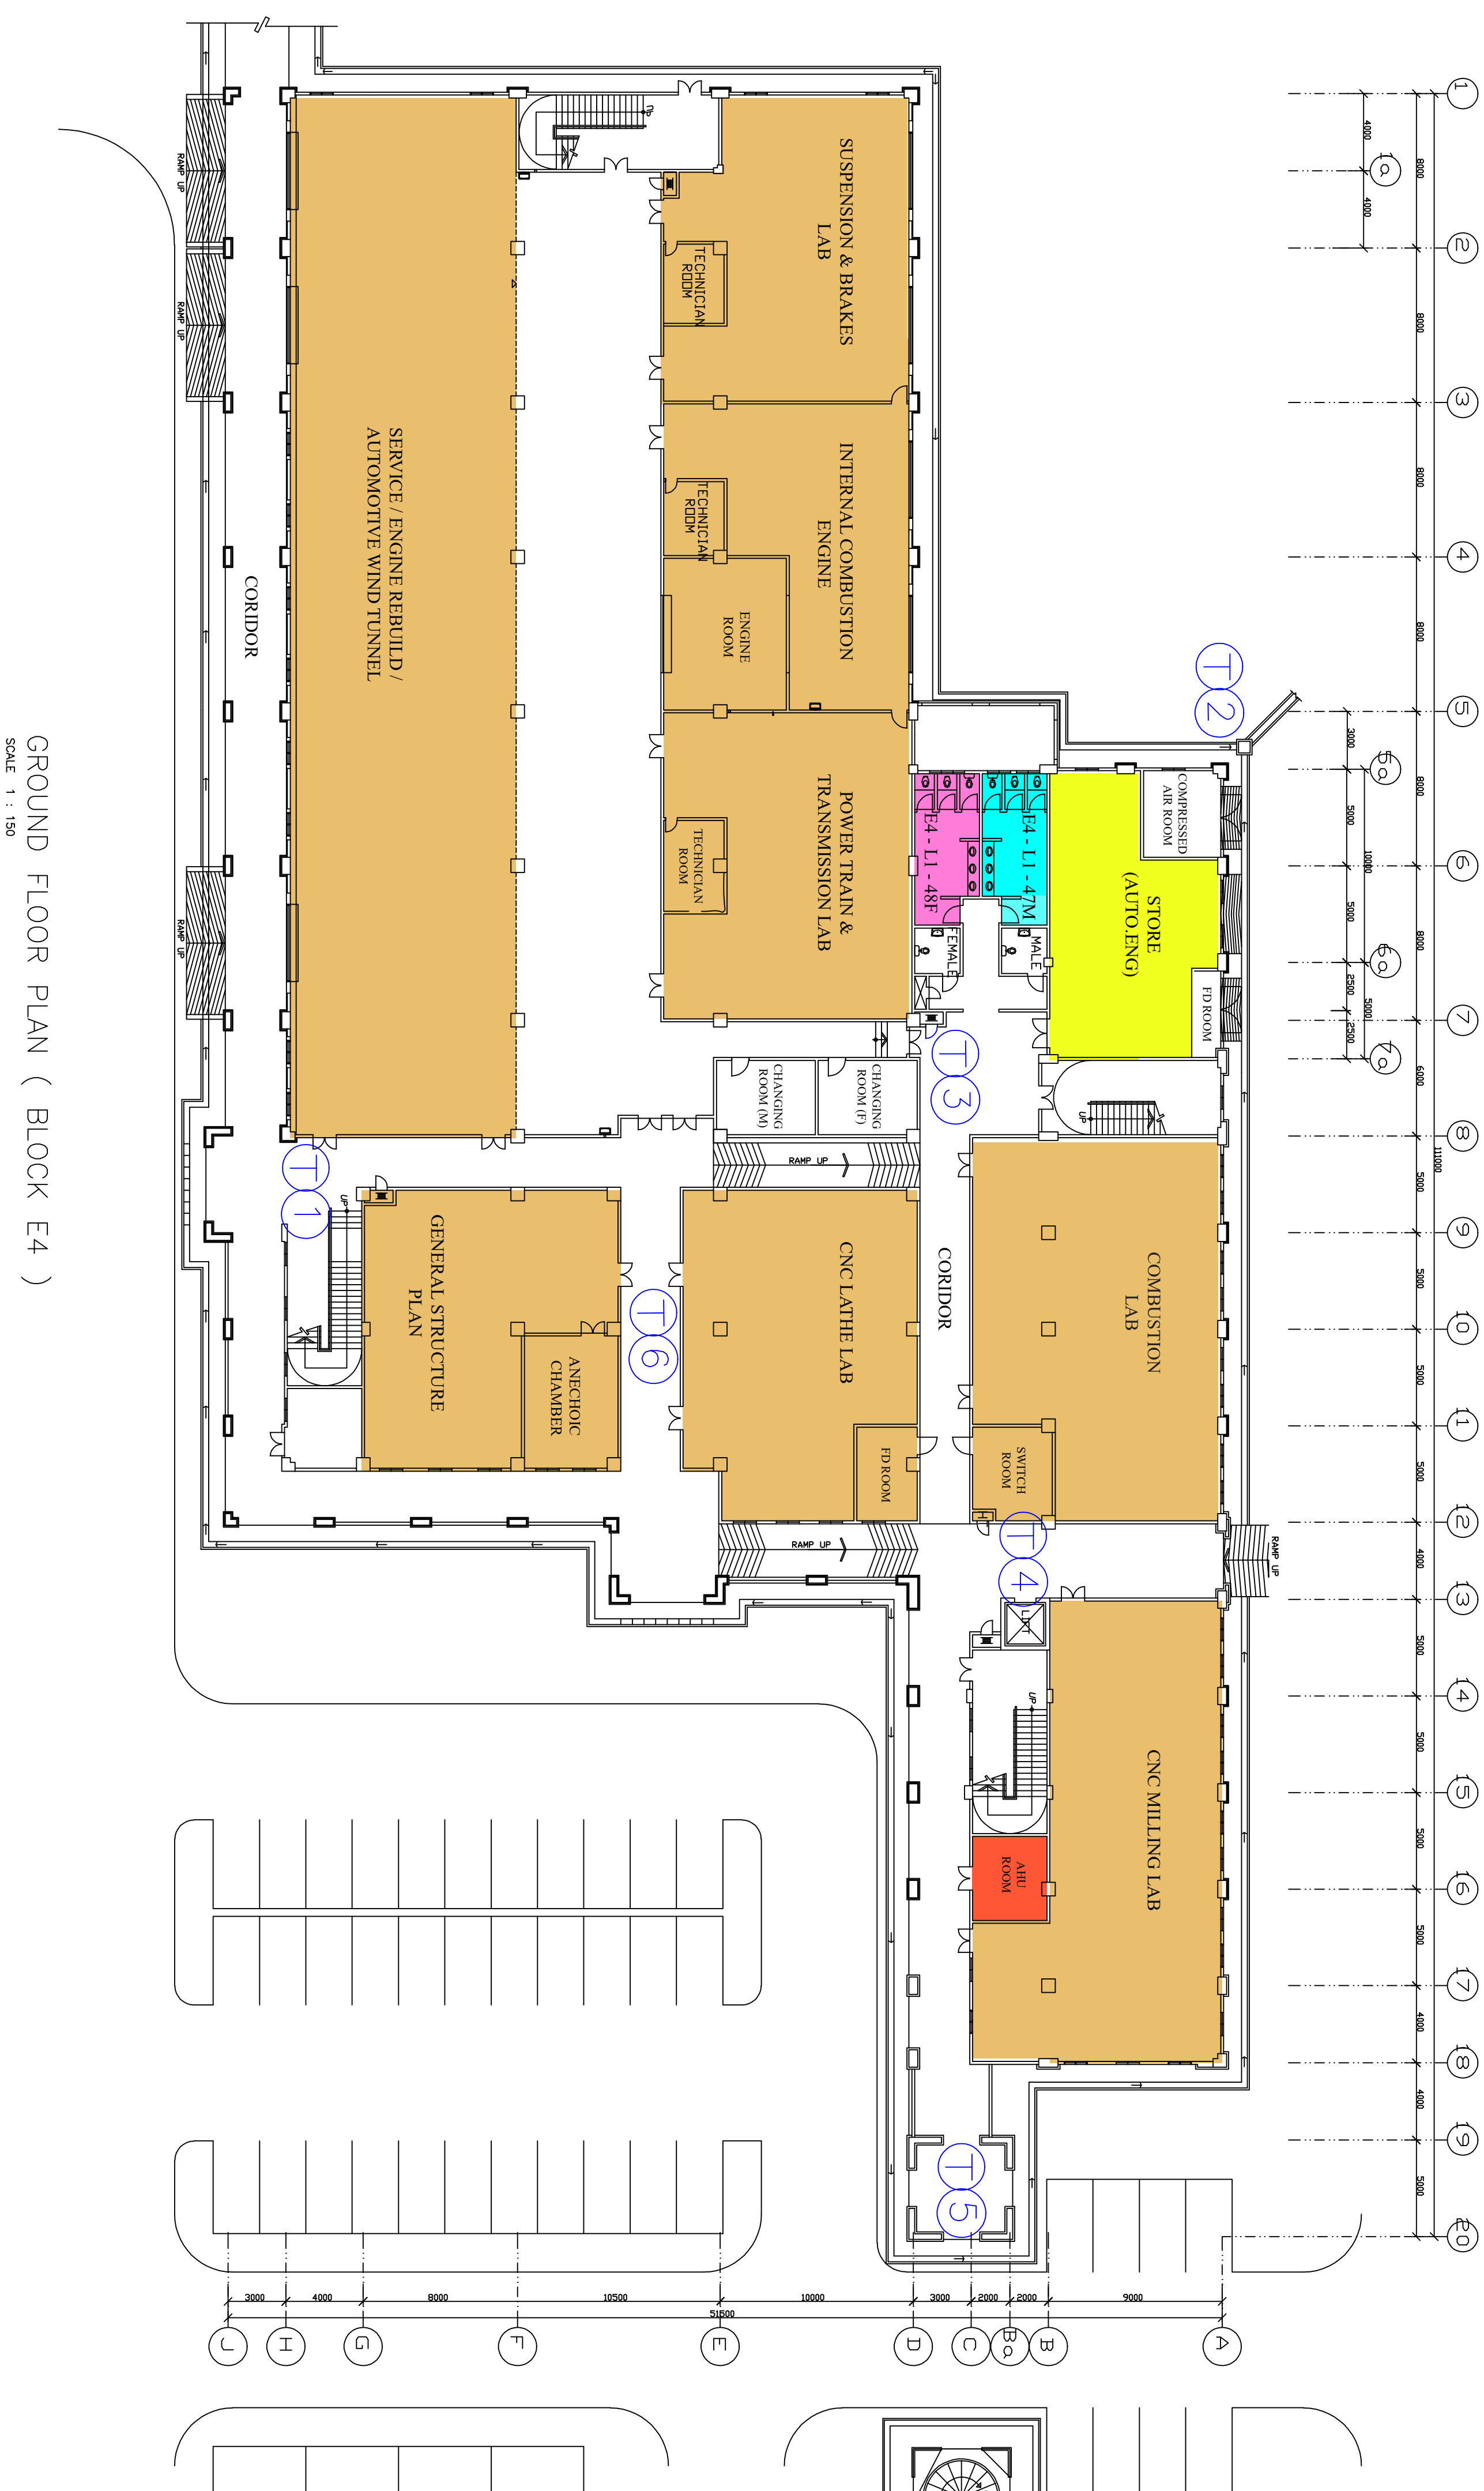 1
1a
2
3
4
5
5a
6
6a
7
7a
8
9
10
11
12
13
14
15
16
17
18
19
20
111000
8000
8000
8000
8000
8000
8000
6000
5000
5000
5000
5000
4000
5000
5000
5000
5000
4000
4000
5000
4000
4000
3000
5000
5000
2500
2500
10000
5000
T2
COMPRESSED
AIR ROOM
STORE
(AUTO.ENG)
FD ROOM
UP
COMBUSTION
LAB
SWITCH
ROOM
H
T4
RAMP UP
LIFT
UP
CNC MILLING LAB
AHU
ROOM
T5
E4 - L1 - 47M
E4 - L1 - 48F
MALE
FEMALE
T3
CORIDOR
SUSPENSION & BRAKES
LAB
TECHNICIAN
ROOM
INTERNAL COMBUSTION
ENGINE
TECHNICIAN
ROOM
ENGINE
ROOM
POWER TRAIN &
TRANSMISSION LAB
TECHNICIAN
ROOM
CHANGING
ROOM (F)
CHANGING
ROOM (M)
RAMP UP
CNC LATHE LAB
FD ROOM
RAMP UP
UP
T6
ANECHOIC
CHAMBER
GENERAL STRUCTURE
PLAN
SERVICE / ENGINE REBUILD /
AUTOMOTIVE WIND TUNNEL
T1
UP
CORIDOR
RAMP UP
RAMP UP
RAMP UP
A
B
Ba
C
D
E
F
G
H
J
9000
2000
2000
3000
10000
10500
8000
4000
3000
51500
GROUND FLOOR PLAN ( BLOCK E4 )
SCALE 1 : 150